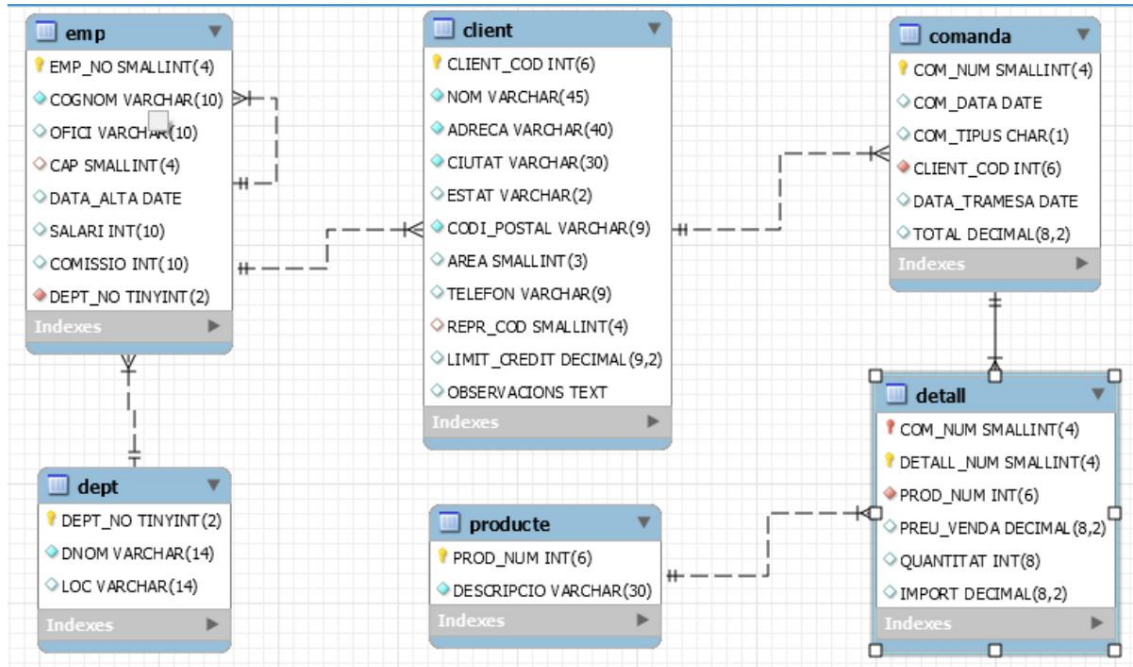 emp
EMP_NO SMALLINT(4)
COGNOM VARCHAR(10)
OFICI VARCHAR(10)
CAP SMALLINT(4)
DATA_ALTA DATE
SALARI INT(10)
COMISSIO INT(10)
DEPT_NO TINYINT(2)
Indexes
client
CLIENT_COD INT(6)
NOM VARCHAR(45)
ADRECA VARCHAR(40)
CIUTAT VARCHAR(30)
ESTAT VARCHAR(2)
CODI_POSTAL VARCHAR(9)
AREA SMALLINT(3)
TELEFON VARCHAR(9)
REPR_COD SMALLINT(4)
LIMIT_CREDIT DECIMAL(9,2)
OBSERVACIONS TEXT
Indexes
comanda
COM_NUM SMALLINT(4)
COM_DATA DATE
COM_TIPUS CHAR(1)
CLIENT_COD INT(6)
DATA_TRAMESA DATE
TOTAL DECIMAL(8,2)
Indexes
dept
DEPT_NO TINYINT(2)
DNOM VARCHAR(14)
LOC VARCHAR(14)
Indexes
producte
PROD_NUM INT(6)
DESCRIPCIO VARCHAR(30)
Indexes
detall
COM_NUM SMALLINT(4)
DETALL_NUM SMALLINT(4)
PROD_NUM INT(6)
PREU_VENDA DECIMAL(8,2)
QUANTITAT INT(8)
IMPORT DECIMAL(8,2)
Indexes